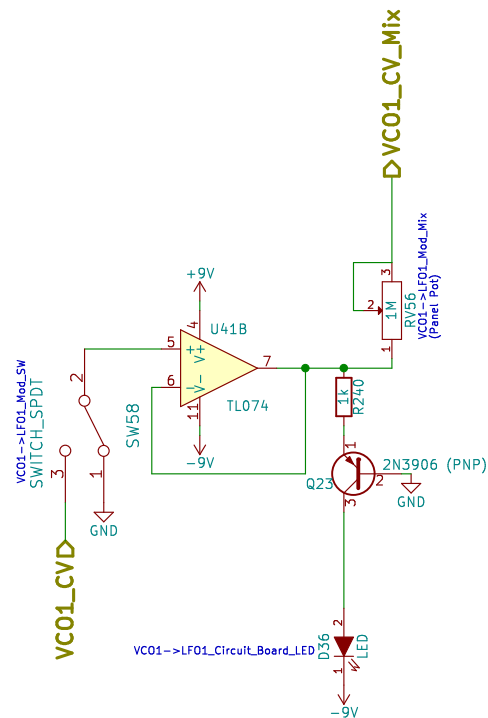 VCO1_CV_Mix
3
2
1M
RV56
VCO1->LFO1_Mod_Mix
(Panel Pot)
1
+9V
4
U41B
5
+
V+
7
6
-
V-
11
TL074
-9V
1k
R240
VCO1->LFO1_Mod_SW
SWITCH_SPDT
2
SW58
3
1
GND
VCO1_CV
1
2N3906 (PNP)
Q23
2
3
GND
2
VCO1->LFO1_Circuit_Board_LED
D36
LED
1
-9V